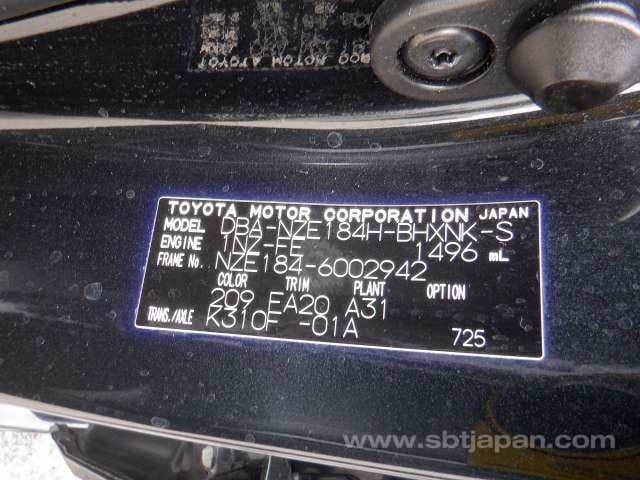 TOYOTA MOTOR CORPORATION JAPAN
MODEL DBA-NZE184H-BHXNK-S
ENGINE 1NZ-FE 1496 mL
FRAME No. NZE184-6002942
COLOR TRIM PLANT OPTION
209 FA20 A31
TRANS./AXLE K310F -01A
725
www.sbtjapan.com